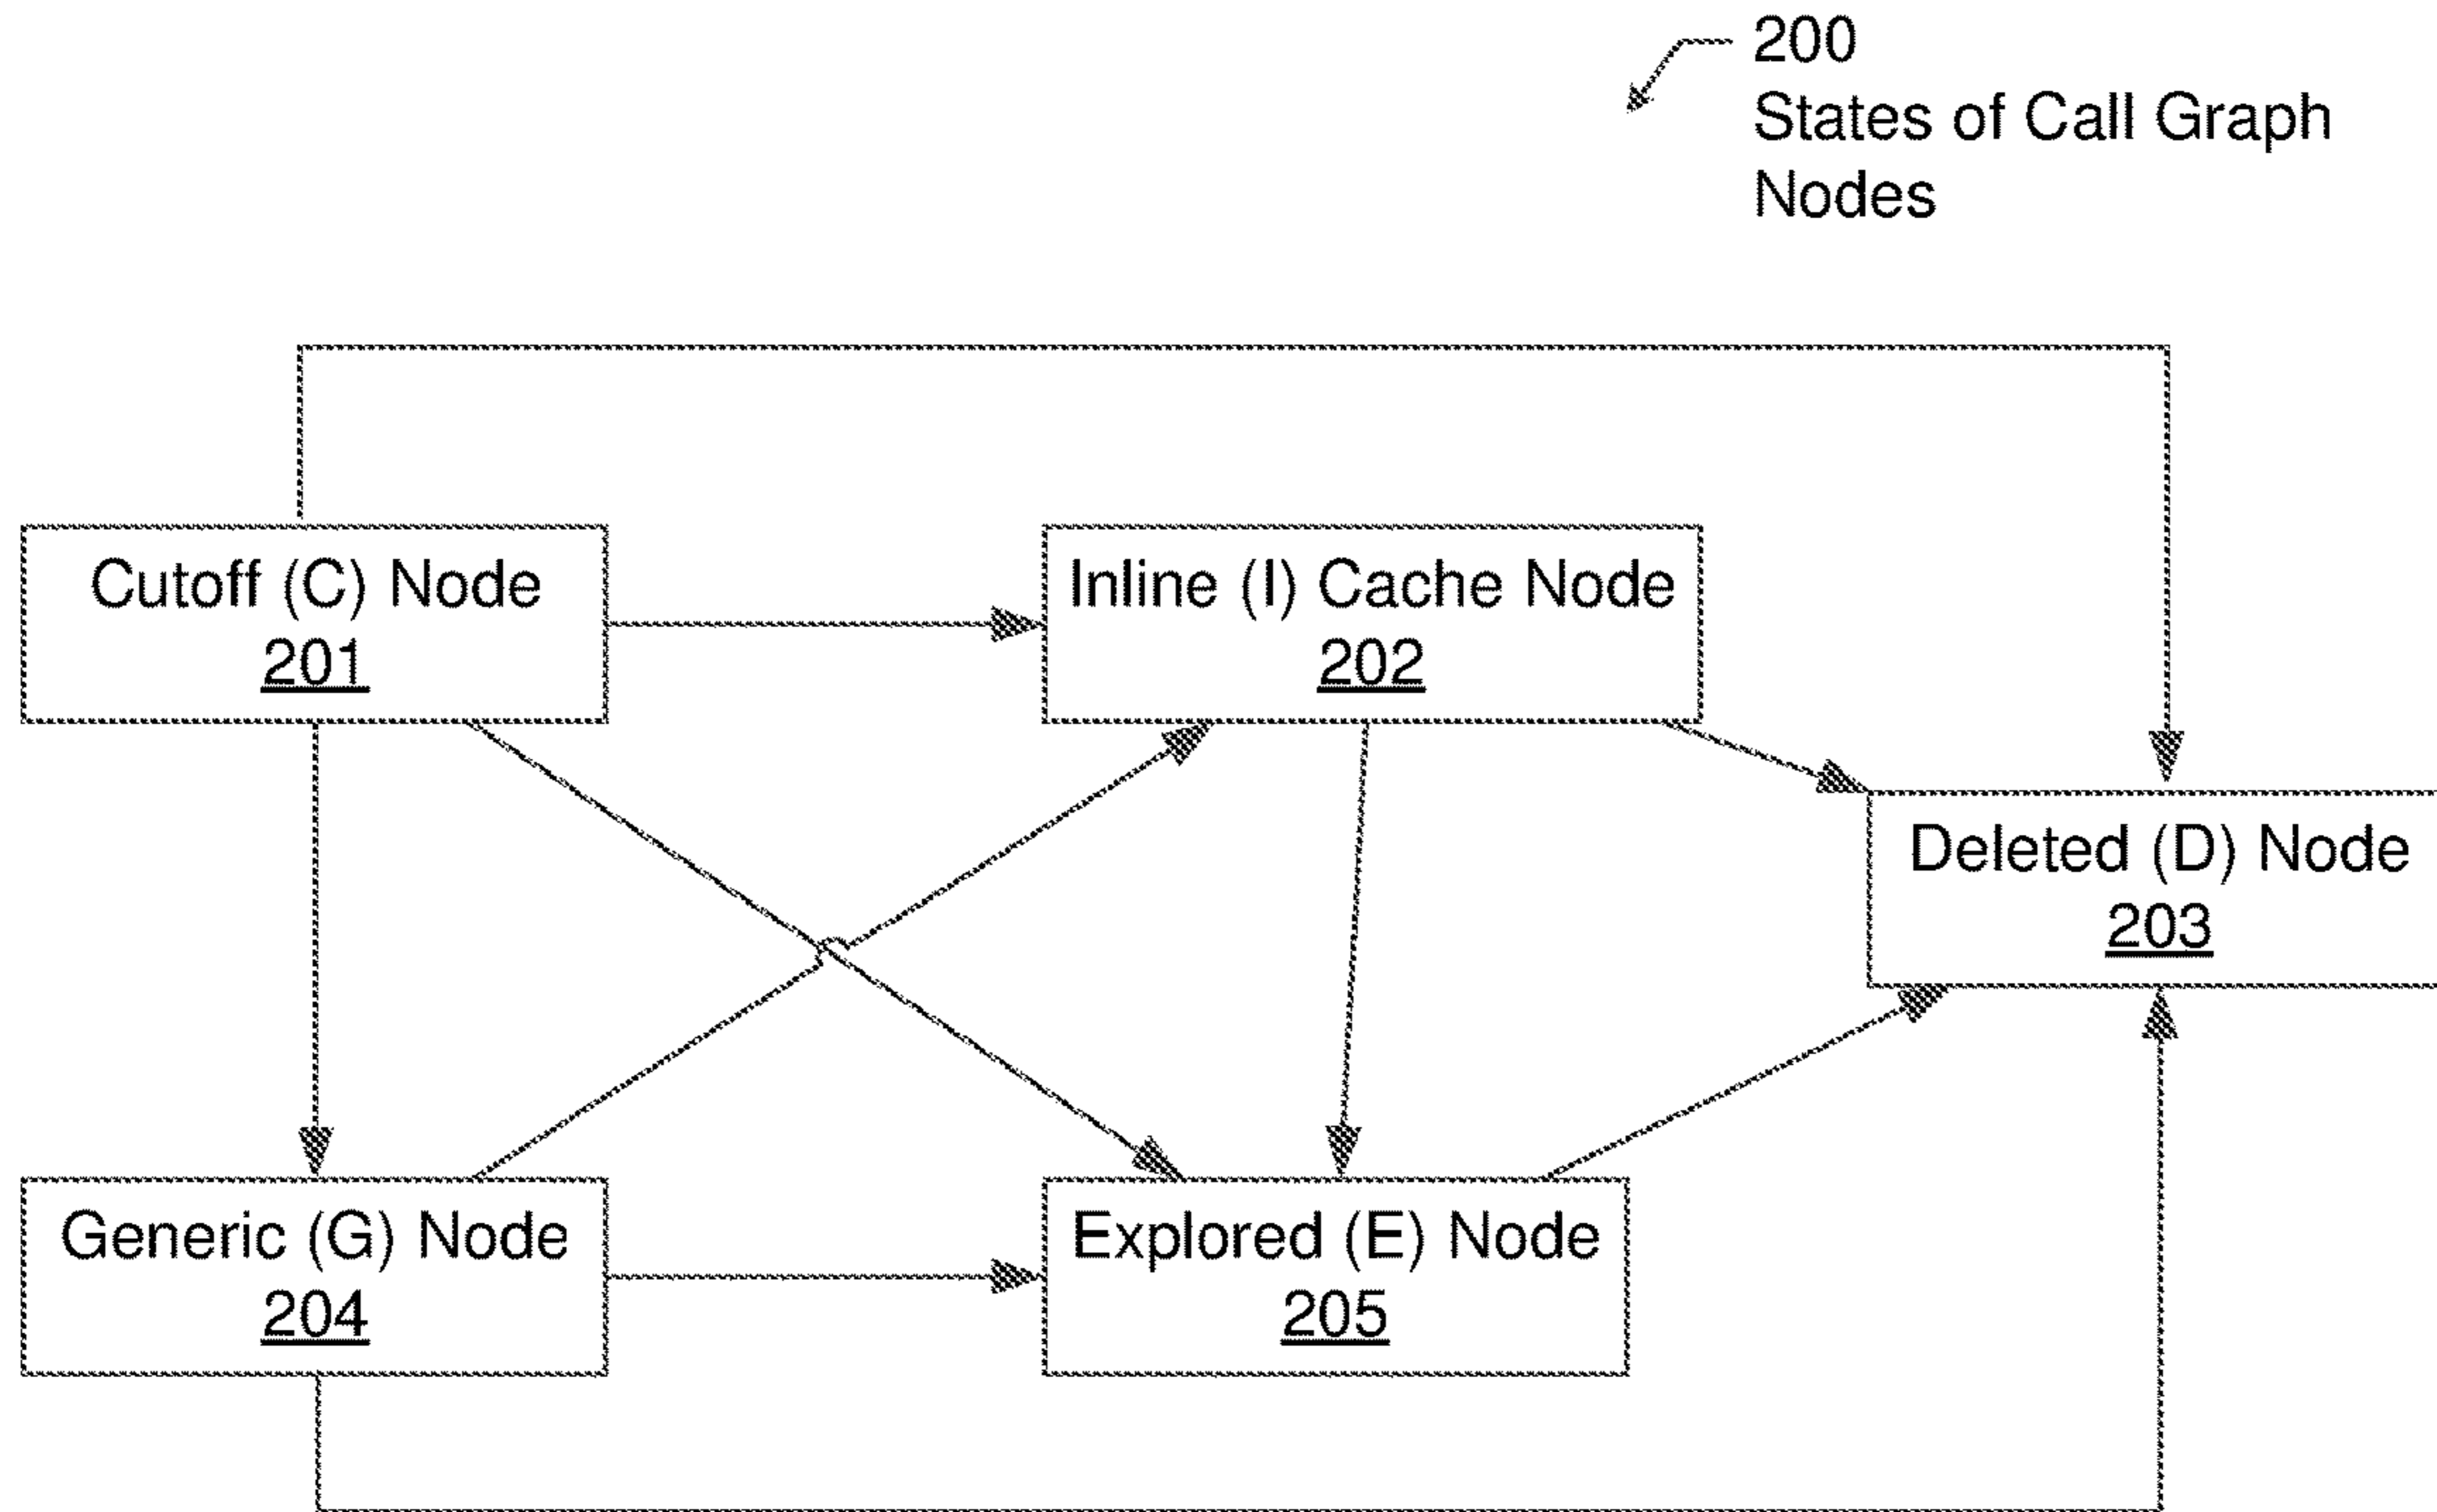 200
States of Call Graph
Nodes
Cutoff (C) Node
201
Inline (I) Cache Node
202
Deleted (D) Node
203
Generic (G) Node
204
Explored (E) Node
205